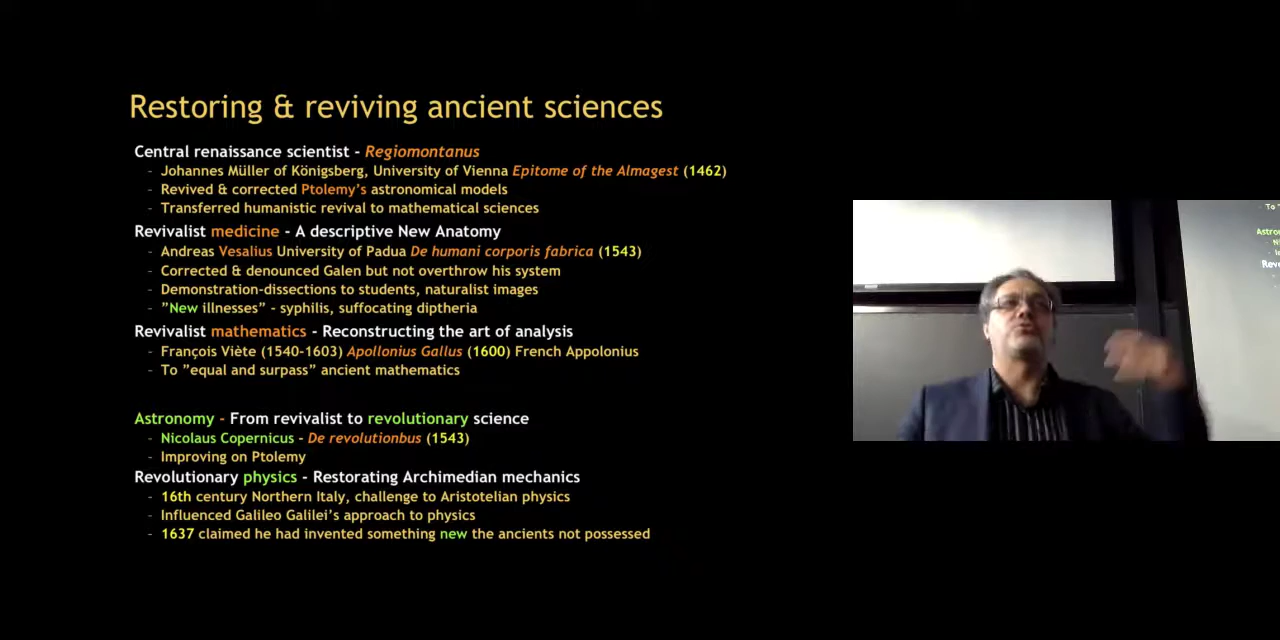 Restoring & reviving ancient sciences
Central renaissance scientist - Regiomontanus
- Johannes Müller of Königsberg, University of Vienna Epitome of the Almagest (1462)
- Revived & corrected Ptolemy's astronomical models
- Transferred humanistic revival to mathematical sciences
Revivalist medicine - A descriptive New Anatomy
- Andreas Vesalius University of Padua De humani corporis fabrica (1543)
- Corrected & denounced Galen but not overthrow his system
- Demonstration-dissections to students, naturalist images
- ”New illnesses” - syphilis, suffocating diptheria
Revivalist mathematics - Reconstructing the art of analysis
- François Viète (1540-1603) Apollonius Gallus (1600) French Appolonius
- To ”equal and surpass” ancient mathematics
Astronomy - From revivalist to revolutionary science
- Nicolaus Copernicus - De revolutionbus (1543)
- Improving on Ptolemy
Revolutionary physics - Restorating Archimedian mechanics
- 16th century Northern Italy, challenge to Aristotelian physics
- Influenced Galileo Galilei's approach to physics
- 1637 claimed he had invented something new the ancients not possessed
- To